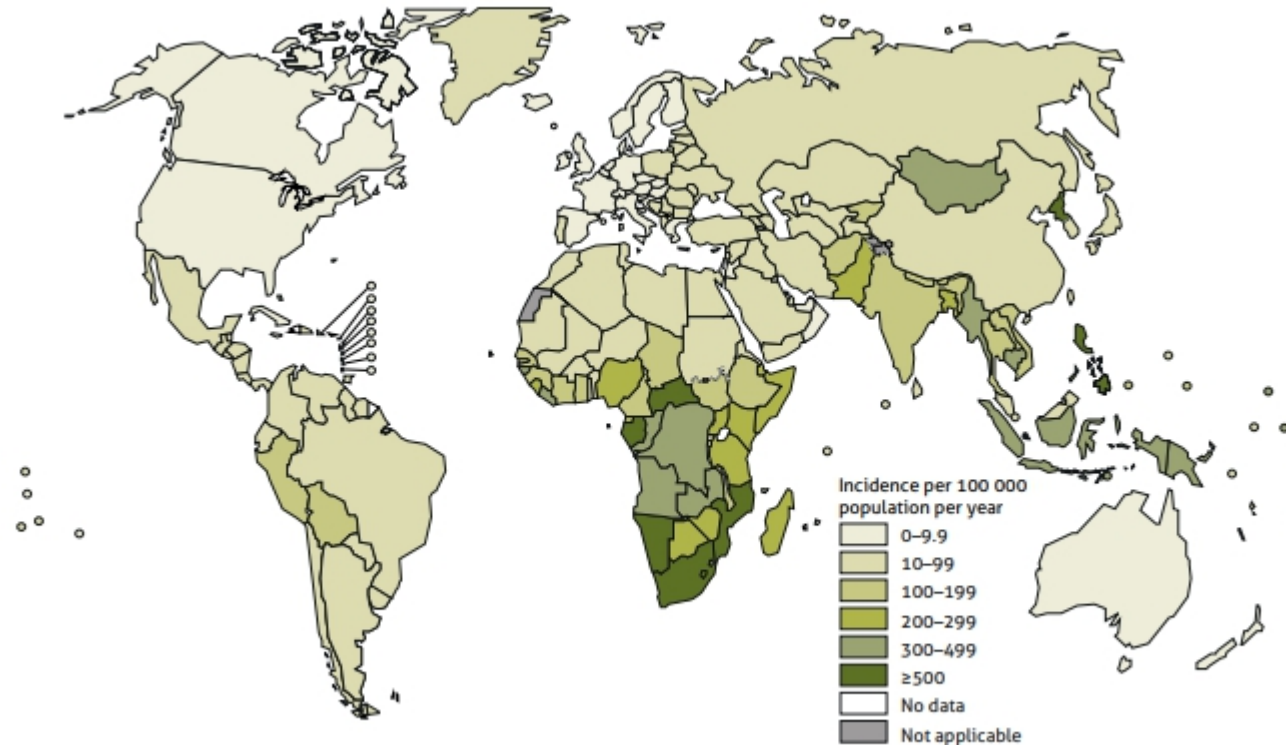 Incidence per 100 000
population per year
0–9.9
10–99
100–199
200–299
300–499
≥500
No data
Not applicable